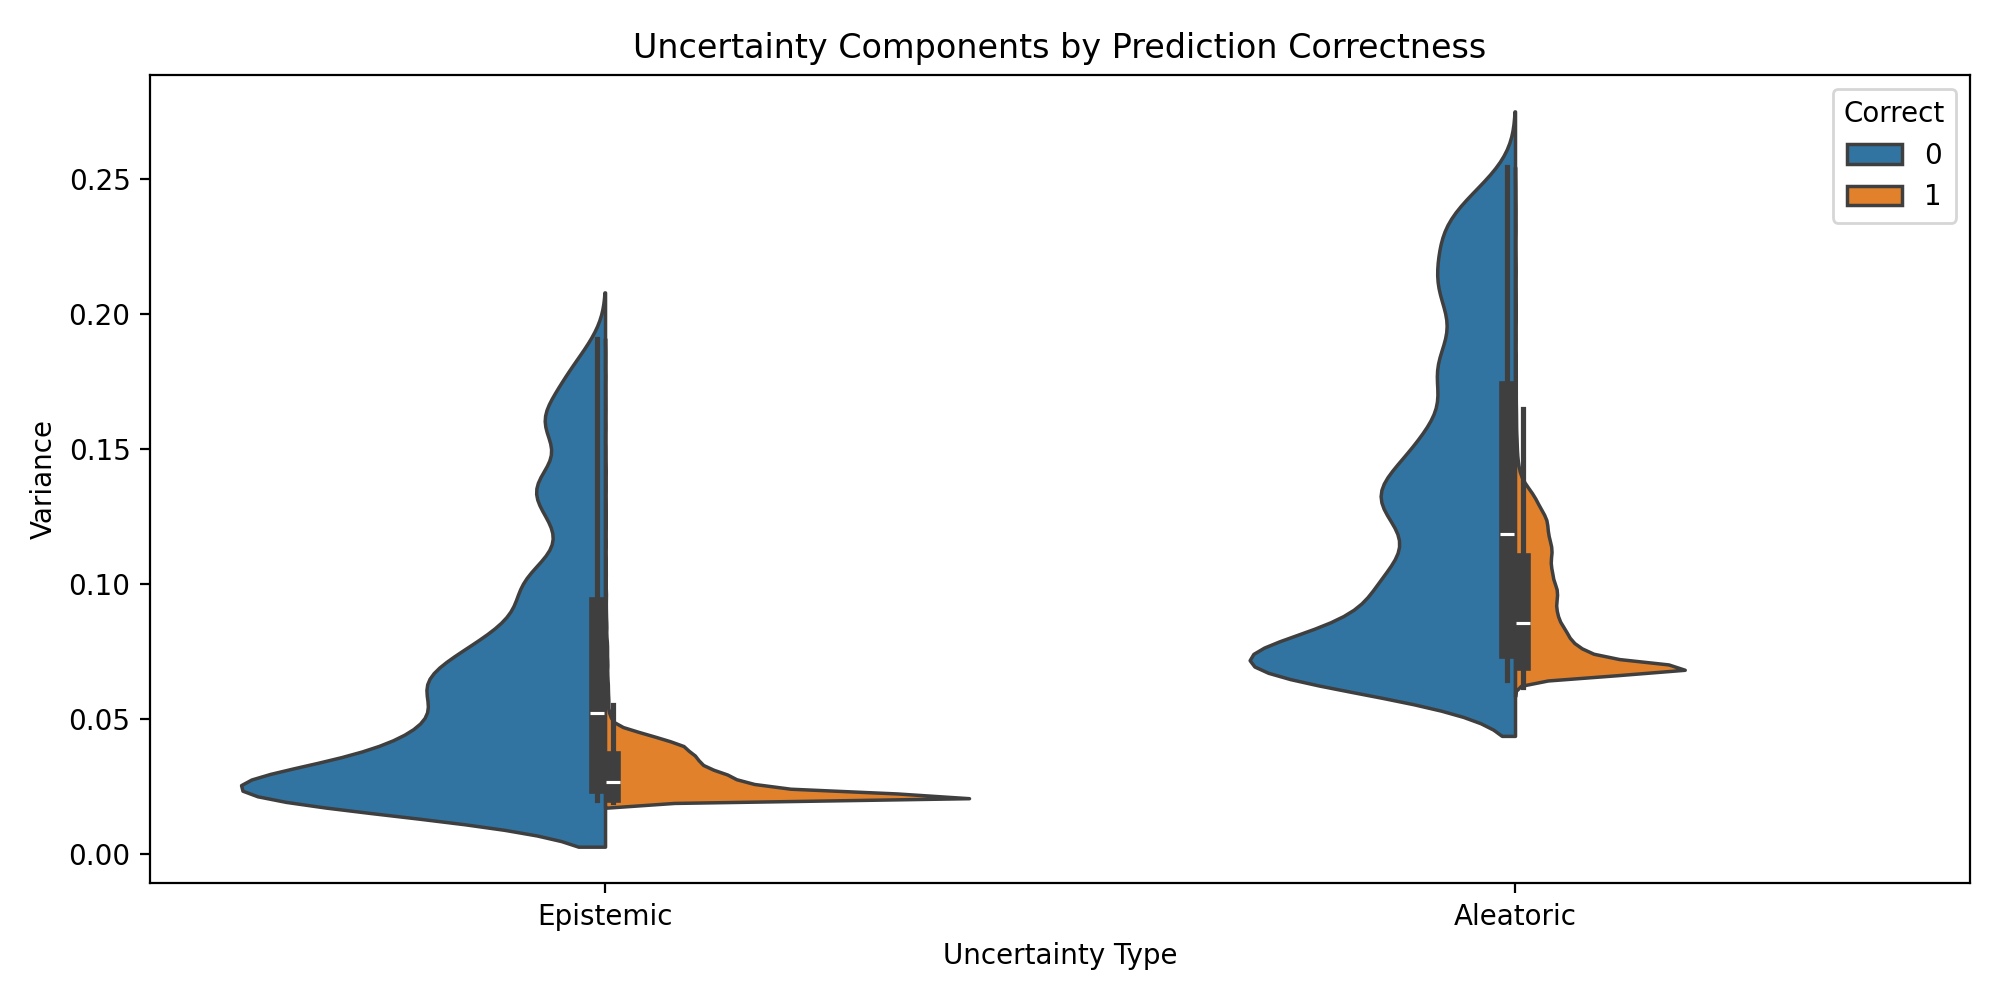 Uncertainty Components by Prediction Correctness
Correct
0
1
Variance
0.25
0.20
0.15
0.10
0.05
0.00
Epistemic
Aleatoric
Uncertainty Type